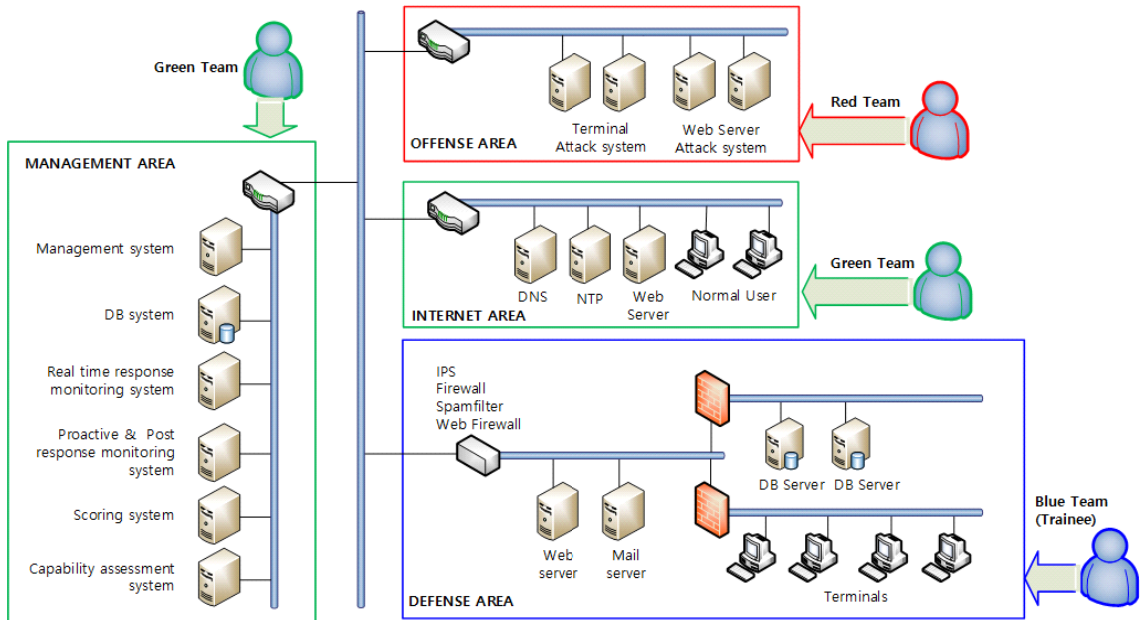 Green Team
MANAGEMENT AREA
Management system
DB system
Real time response
monitoring system
Proactive & Post
response monitoring
system
Scoring system
Capability assessment
system
Terminal
Attack system
Web Server
Attack system
OFFENSE AREA
Red Team
DNS
NTP
Web
Server
Normal User
INTERNET AREA
Green Team
IPS
Firewall
Spamfilter
Web Firewall
DB Server
DB Server
Web
server
Mail
server
Terminals
DEFENSE AREA
Blue Team
(Trainee)